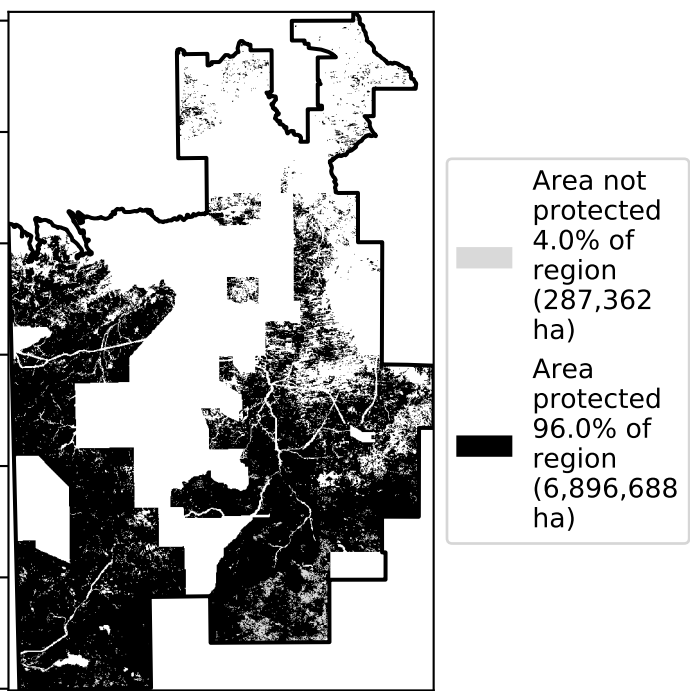 Area not
protected
4.0% of
region
(287,362
ha)
Area
protected
96.0% of
region
(6,896,688
ha)